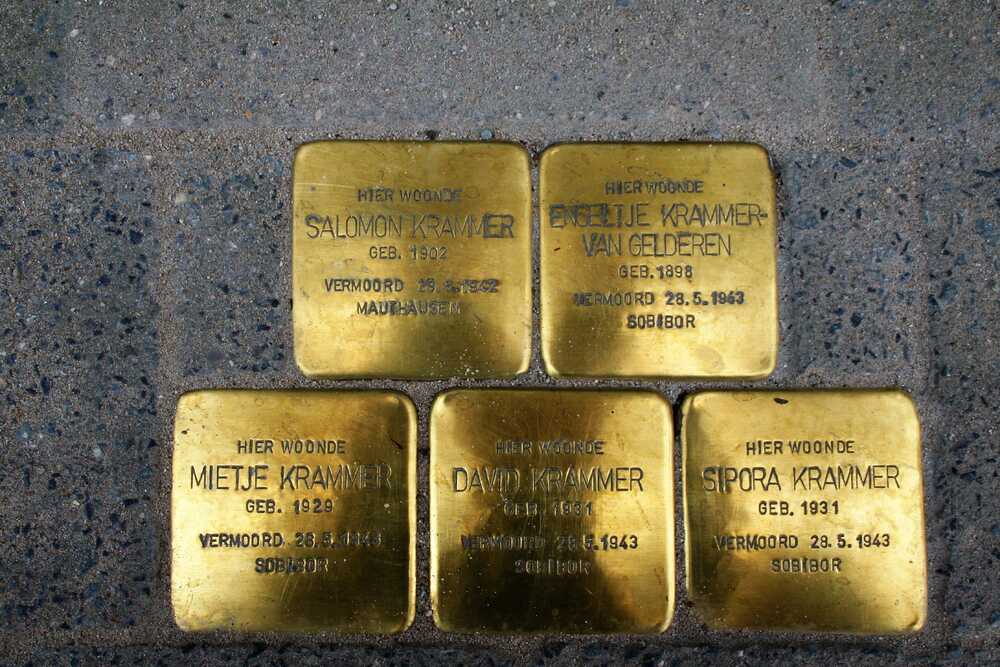 HIER WOONDE
SALOMON KRAMMER
GEB. 1902
VERMOORD 1942
MAUTHAUSEN
HIER WOONDE
ENGELTJE KRAMMER-
VAN GELDEREN
GEB. 1898
VERMOORD 28.5.1943
SOBIBOR
HIER WOONDE
MIETJE KRAMMER
GEB. 1929
VERMOORD 28.5.1943
SOBIBOR
HIER WOONDE
DAVID KRAMMER
GEB. 1931
VERMOORD 28.5.1943
SOBIBOR
HIER WOONDE
SIPORA KRAMMER
GEB. 1931
VERMOORD 28.5.1943
SOBIBOR